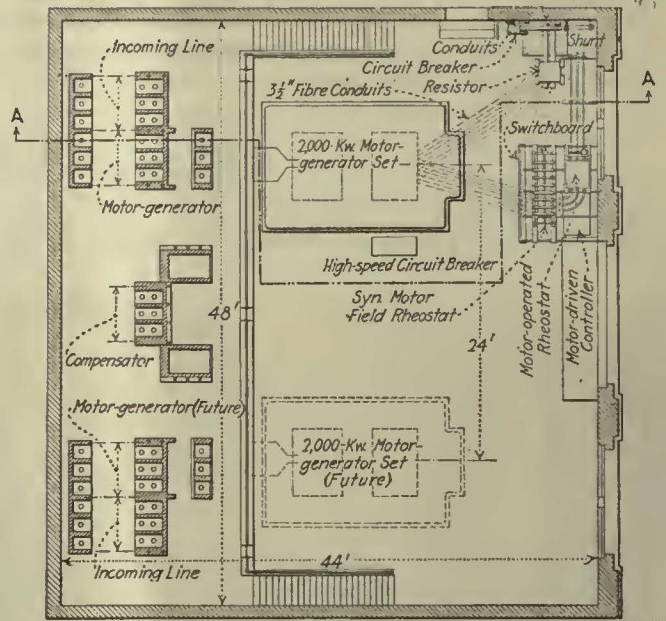 Incoming Line
Conduits
Shunt
Circuit Breaker
Resistor
3½" Fibre Conduits
A
A
Switchboard
2,000-Kw. Motor-
generator Set
Motor-generator
High-speed Circuit Breaker
Syn. Motor
Field Rheostat
Motor-operated
Rheostat
Motor-driven
Controller
48'
24'
Compensator
Motor-generator (Future)
2,000-Kw. Motor-
generator Set
(Future)
44'
Incoming Line